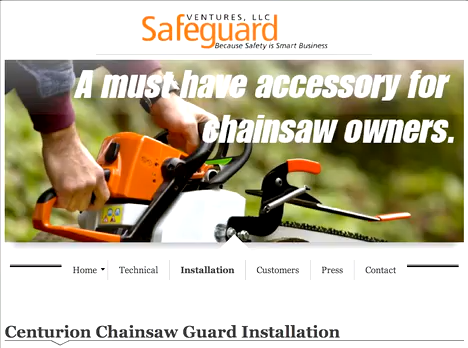 VENTURES, LLC
Safeguard
Because Safety is Smart Business
A must have accessory for
chainsaw owners.
Home Technical Installation Customers Press Contact
Centurion Chainsaw Guard Installation